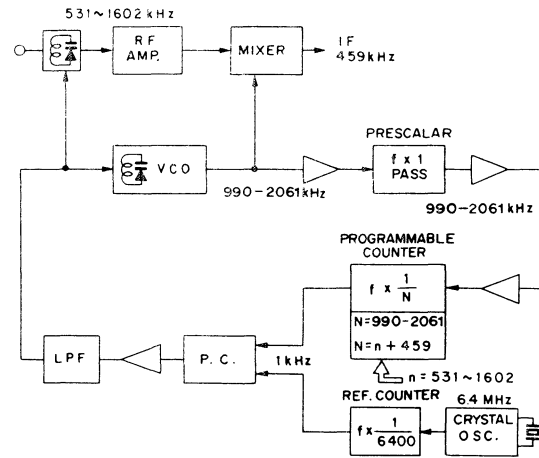 531~1602 kHz
RF
AMP.
MIXER
IF
459kHz
VCO
990-2061kHz
PRESCALAR
f x 1
PASS
990-2061kHz
PROGRAMMABLE
COUNTER
f x 1/N
N=990-2061
N=n+459
n=531~1602
LPF
P. C.
1kHz
REF. COUNTER
f x 1/6400
6.4 MHz
CRYSTAL
OSC.